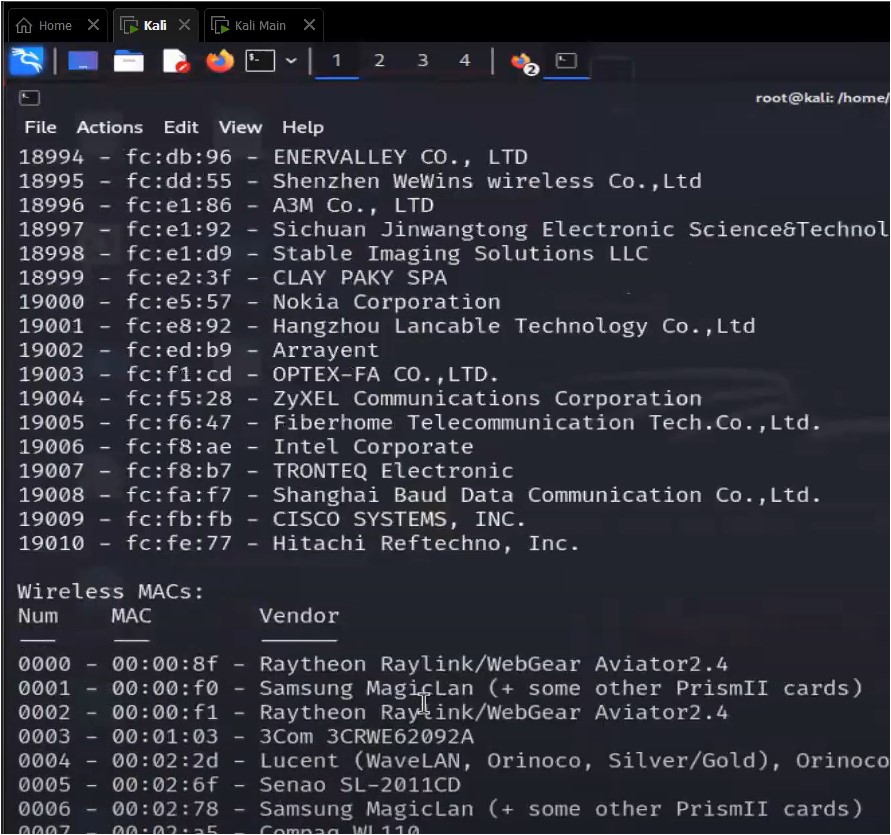 Home Kali Kali Main
1 2 3 4 2
root@kali: /home/
File Actions Edit View Help
18994 - fc:db:96 - ENERVALLEY CO., LTD
18995 - fc:dd:55 - Shenzhen WeWins wireless Co.,Ltd
18996 - fc:e1:86 - A3M Co., LTD
18997 - fc:e1:92 - Sichuan Jinwangtong Electronic Science&Technol
18998 - fc:e1:d9 - Stable Imaging Solutions LLC
18999 - fc:e2:3f - CLAY PAKY SPA
19000 - fc:e5:57 - Nokia Corporation
19001 - fc:e8:92 - Hangzhou Lancable Technology Co.,Ltd
19002 - fc:ed:b9 - Arrayent
19003 - fc:f1:cd - OPTEX-FA CO.,LTD.
19004 - fc:f5:28 - ZyXEL Communications Corporation
19005 - fc:f6:47 - Fiberhome Telecommunication Tech.Co.,Ltd.
19006 - fc:f8:ae - Intel Corporate
19007 - fc:f8:b7 - TRONTEQ Electronic
19008 - fc:fa:f7 - Shanghai Baud Data Communication Co.,Ltd.
19009 - fc:fb:fb - CISCO SYSTEMS, INC.
19010 - fc:fe:77 - Hitachi Reftechno, Inc.
Wireless MACs:
Num MAC Vendor
0000 - 00:00:8f - Raytheon Raylink/WebGear Aviator2.4
0001 - 00:00:f0 - Samsung MagicLan (+ some other PrismII cards)
0002 - 00:00:f1 - Raytheon Raylink/WebGear Aviator2.4
0003 - 00:01:03 - 3Com 3CRWE62092A
0004 - 00:02:2d - Lucent (WaveLAN, Orinoco, Silver/Gold), Orinoco
0005 - 00:02:6f - Senao SL-2011CD
0006 - 00:02:78 - Samsung MagicLan (+ some other PrismII cards)
0007 - 00:02:a5 - Compaq WL110